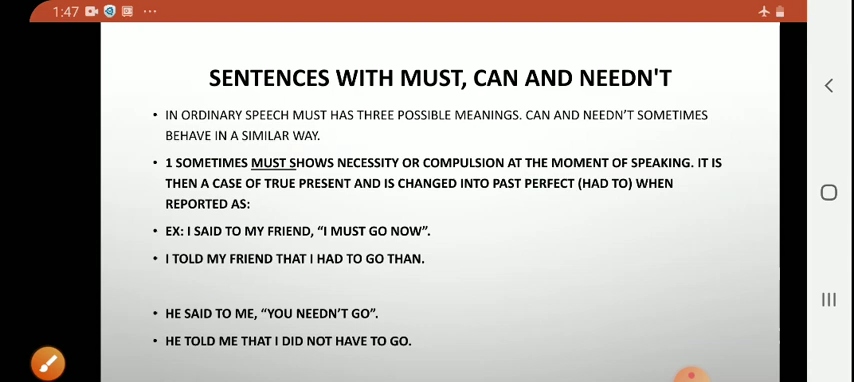 1:47
SENTENCES WITH MUST, CAN AND NEEDN'T
• IN ORDINARY SPEECH MUST HAS THREE POSSIBLE MEANINGS. CAN AND NEEDN'T SOMETIMES
BEHAVE IN A SIMILAR WAY.
• 1 SOMETIMES MUST SHOWS NECESSITY OR COMPULSION AT THE MOMENT OF SPEAKING. IT IS
THEN A CASE OF TRUE PRESENT AND IS CHANGED INTO PAST PERFECT (HAD TO) WHEN
REPORTED AS:
• EX: I SAID TO MY FRIEND, “I MUST GO NOW”.
• I TOLD MY FRIEND THAT I HAD TO GO THAN.
• HE SAID TO ME, “YOU NEEDN'T GO”.
• HE TOLD ME THAT I DID NOT HAVE TO GO.